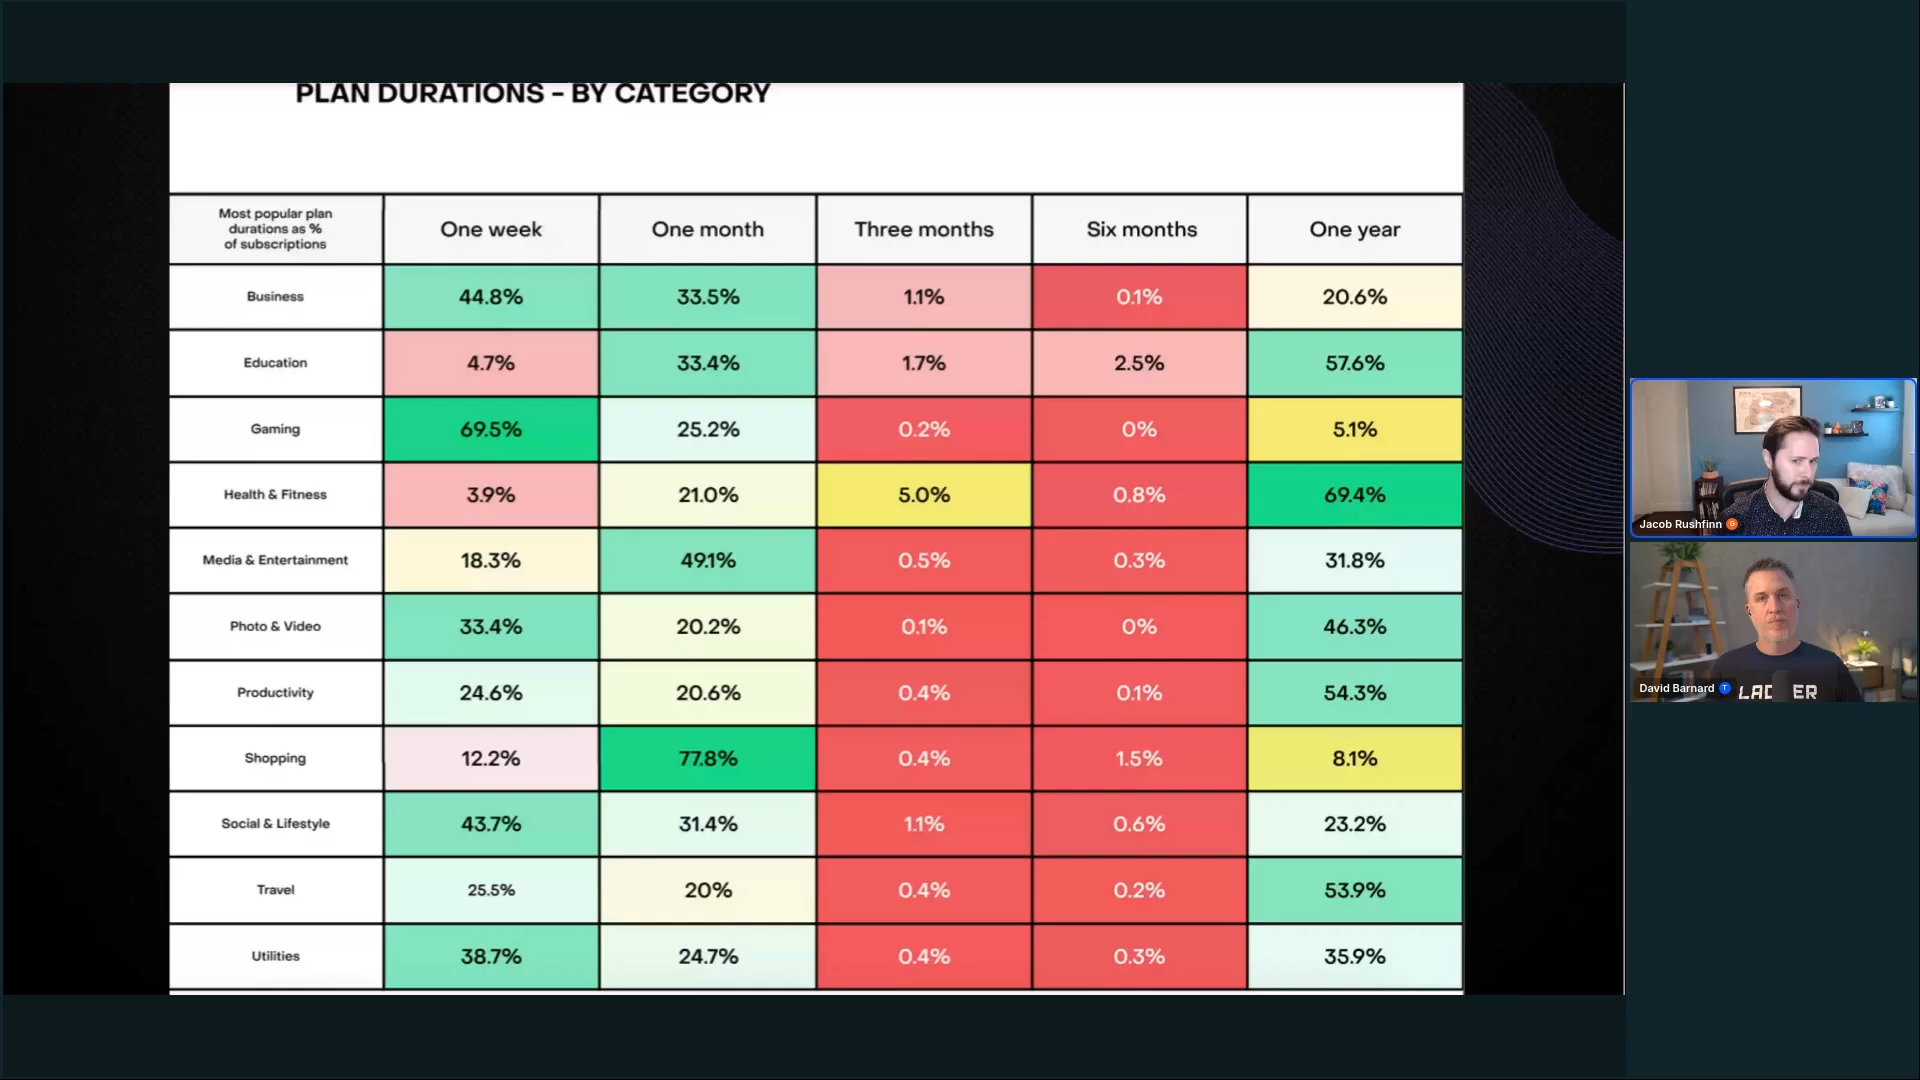 PLAN DURATIONS - BY CATEGORY
Most popular plan
durations as %
of subscriptions
One week
One month
Three months
Six months
One year
Business
44.8%
33.5%
1.1%
0.1%
20.6%
Education
4.7%
33.4%
1.7%
2.5%
57.6%
Gaming
69.5%
25.2%
0.2%
0%
5.1%
Health & Fitness
3.9%
21.0%
5.0%
0.8%
69.4%
Media & Entertainment
18.3%
49.1%
0.5%
0.3%
31.8%
Photo & Video
33.4%
20.2%
0.1%
0%
46.3%
Productivity
24.6%
20.6%
0.4%
0.1%
54.3%
Shopping
12.2%
77.8%
0.4%
1.5%
8.1%
Social & Lifestyle
43.7%
31.4%
1.1%
0.6%
23.2%
Travel
25.5%
20%
0.4%
0.2%
53.9%
Utilities
38.7%
24.7%
0.4%
0.3%
35.9%
Jacob Rushfinn
David Barnard T